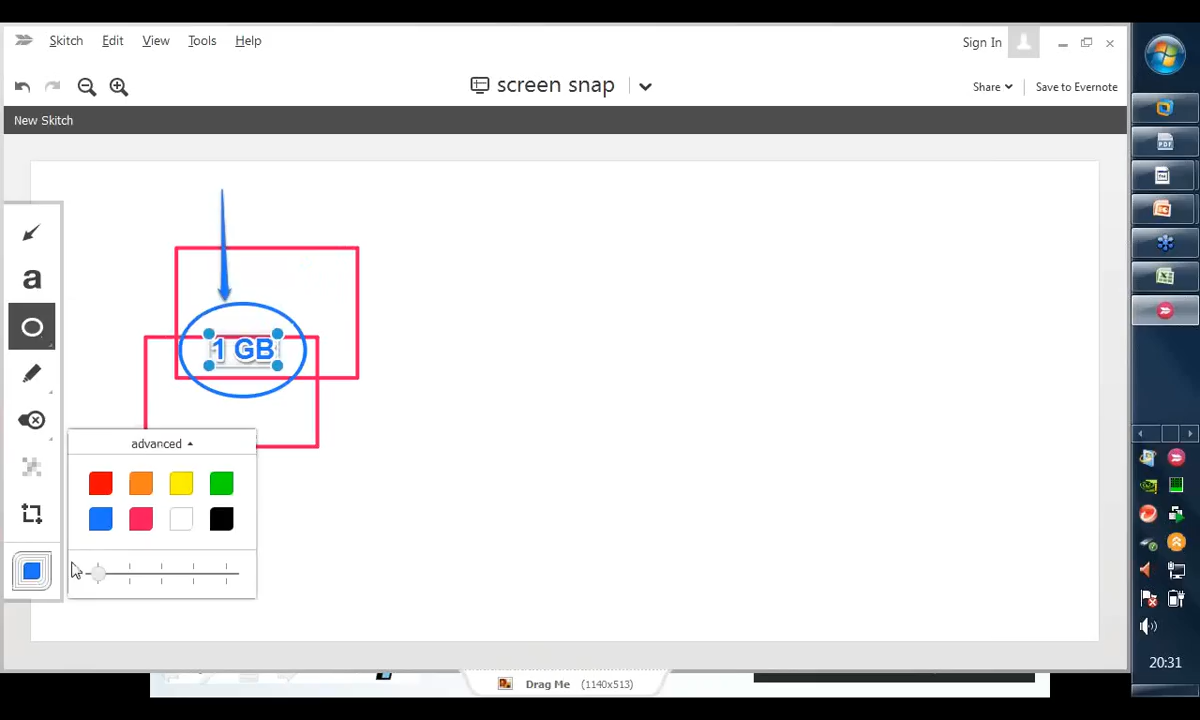 Skitch Edit View Tools Help
Sign In
screen snap
Share
Save to Evernote
New Skitch
a
1 GB
advanced
PDF
Drag Me (1140x513)
20:31